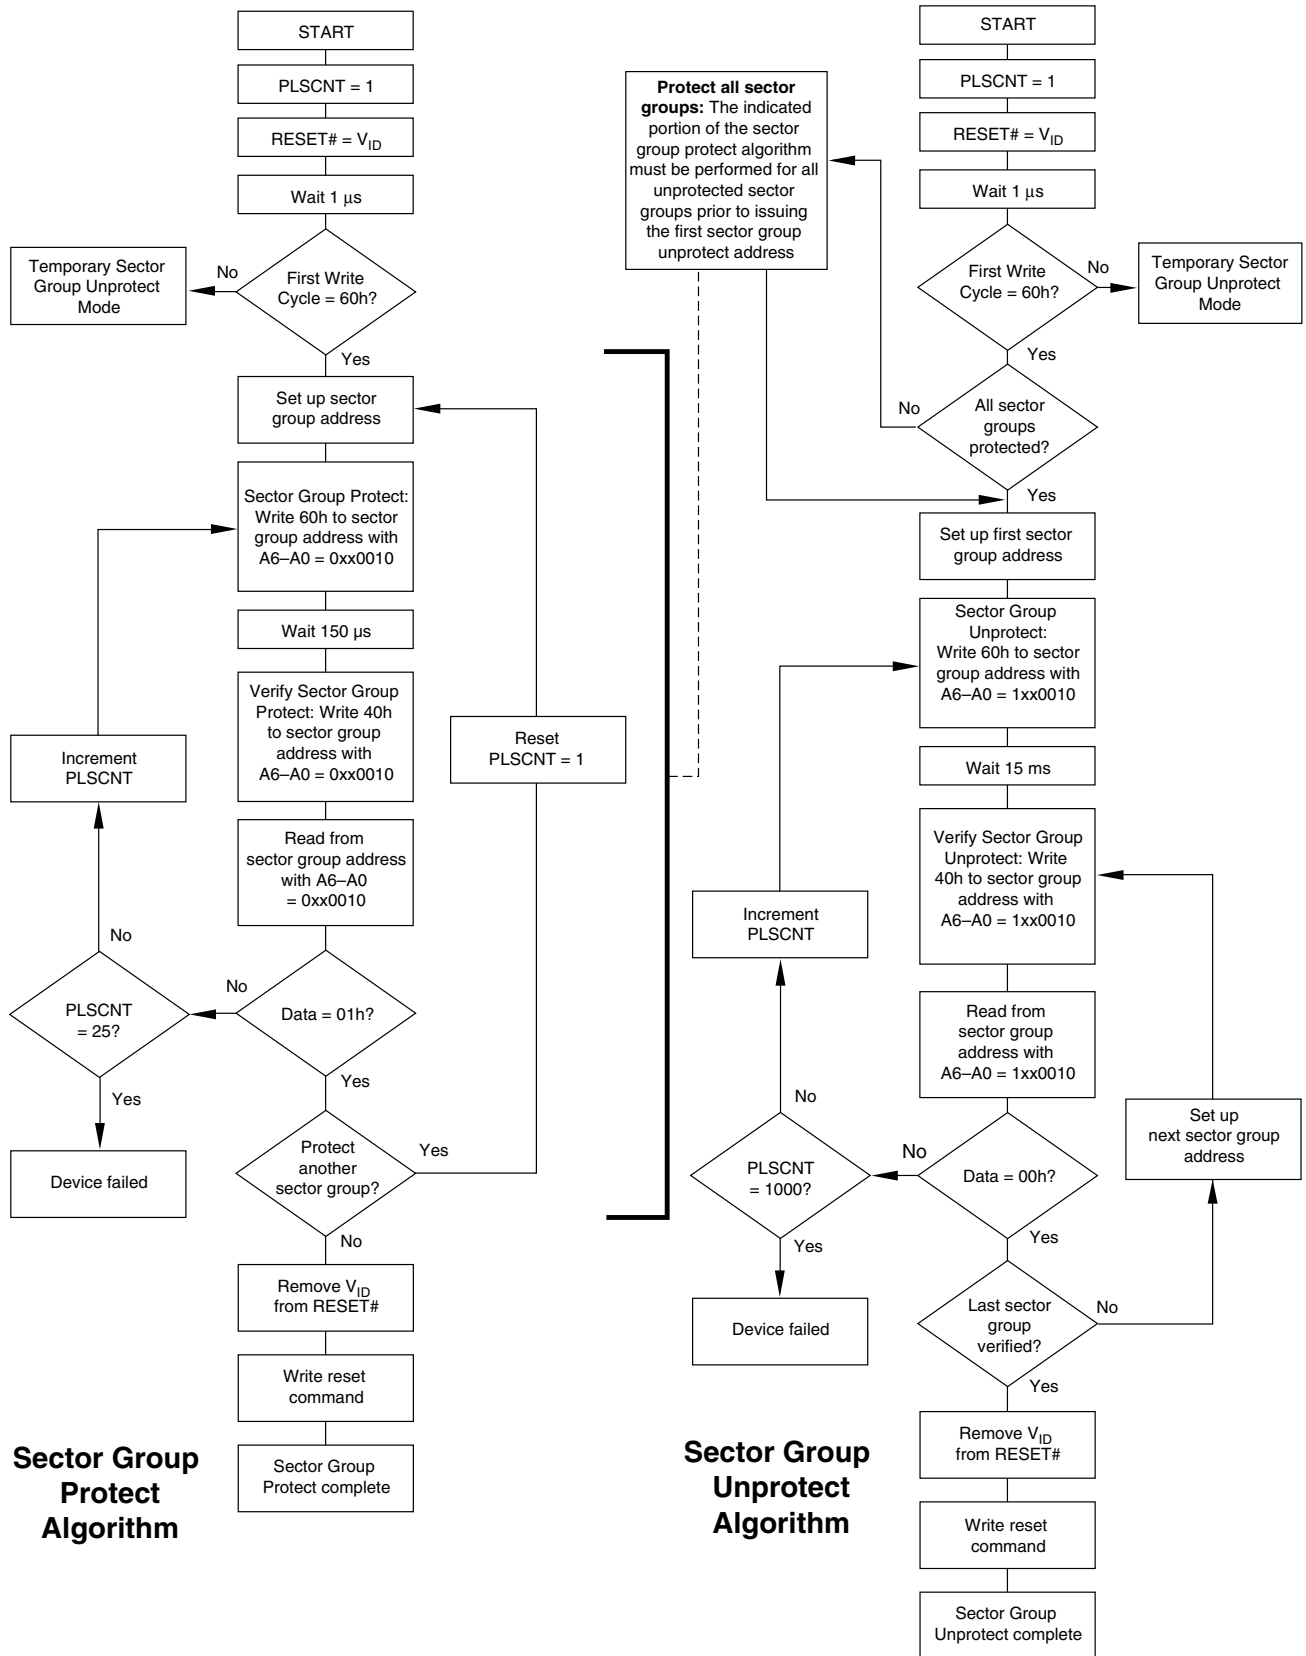 START
PLSCNT = 1
RESET# = VID
Wait 1 μs
First Write
Cycle = 60h?
No
Temporary Sector
Group Unprotect
Mode
Yes
Set up sector
group address
Sector Group Protect:
Write 60h to sector
group address with
A6–A0 = 0xx0010
Wait 150 µs
Verify Sector Group
Protect: Write 40h
to sector group
address with
A6–A0 = 0xx0010
Increment
PLSCNT
Reset
PLSCNT = 1
Read from
sector group address
with A6–A0
= 0xx0010
No
No
PLSCNT
= 25?
Data = 01h?
Yes
Yes
Device failed
Protect
another
sector group?
Yes
No
Remove VID
from RESET#
Write reset
command
Sector Group
Protect complete
Sector Group
Protect
Algorithm
START
Protect all sector
groups: The indicated
portion of the sector
group protect algorithm
must be performed for all
unprotected sector
groups prior to issuing
the first sector group
unprotect address
PLSCNT = 1
RESET# = VID
Wait 1 μs
First Write
Cycle = 60h?
No
Temporary Sector
Group Unprotect
Mode
Yes
No
All sector
groups
protected?
Yes
Set up first sector
group address
Sector Group
Unprotect:
Write 60h to sector
group address with
A6–A0 = 1xx0010
Wait 15 ms
Verify Sector Group
Unprotect: Write
40h to sector group
address with
A6–A0 = 1xx0010
Increment
PLSCNT
Read from
sector group
address with
A6–A0 = 1xx0010
No
Set up
next sector group
address
No
PLSCNT
= 1000?
Data = 00h?
Yes
Yes
Device failed
Last sector
group
verified?
No
Yes
Remove VID
from RESET#
Write reset
command
Sector Group
Unprotect complete
Sector Group
Unprotect
Algorithm